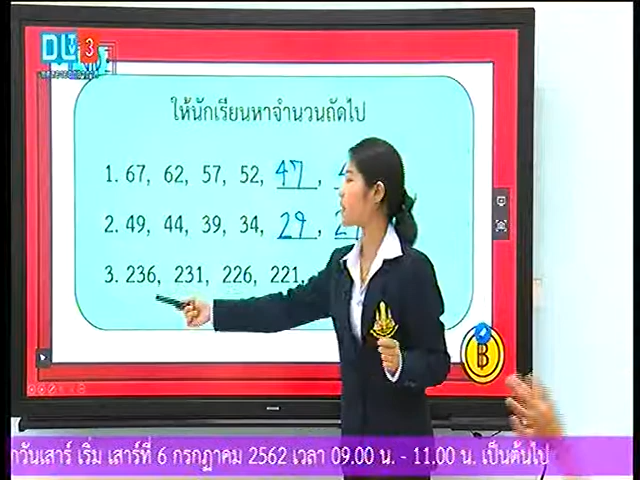 DLTV 3
ให้นักเรียนหาจำนวนถัดไป
1. 67, 62, 57, 52, 47,
2. 49, 44, 39, 34, 29,
3. 236, 231, 226, 221,
฿
วันเสาร์ เริ่ม เสาร์ที่ 6 กรกฎาคม 2562 เวลา 09.00 น. - 11.00 น. เป็นต้นไป